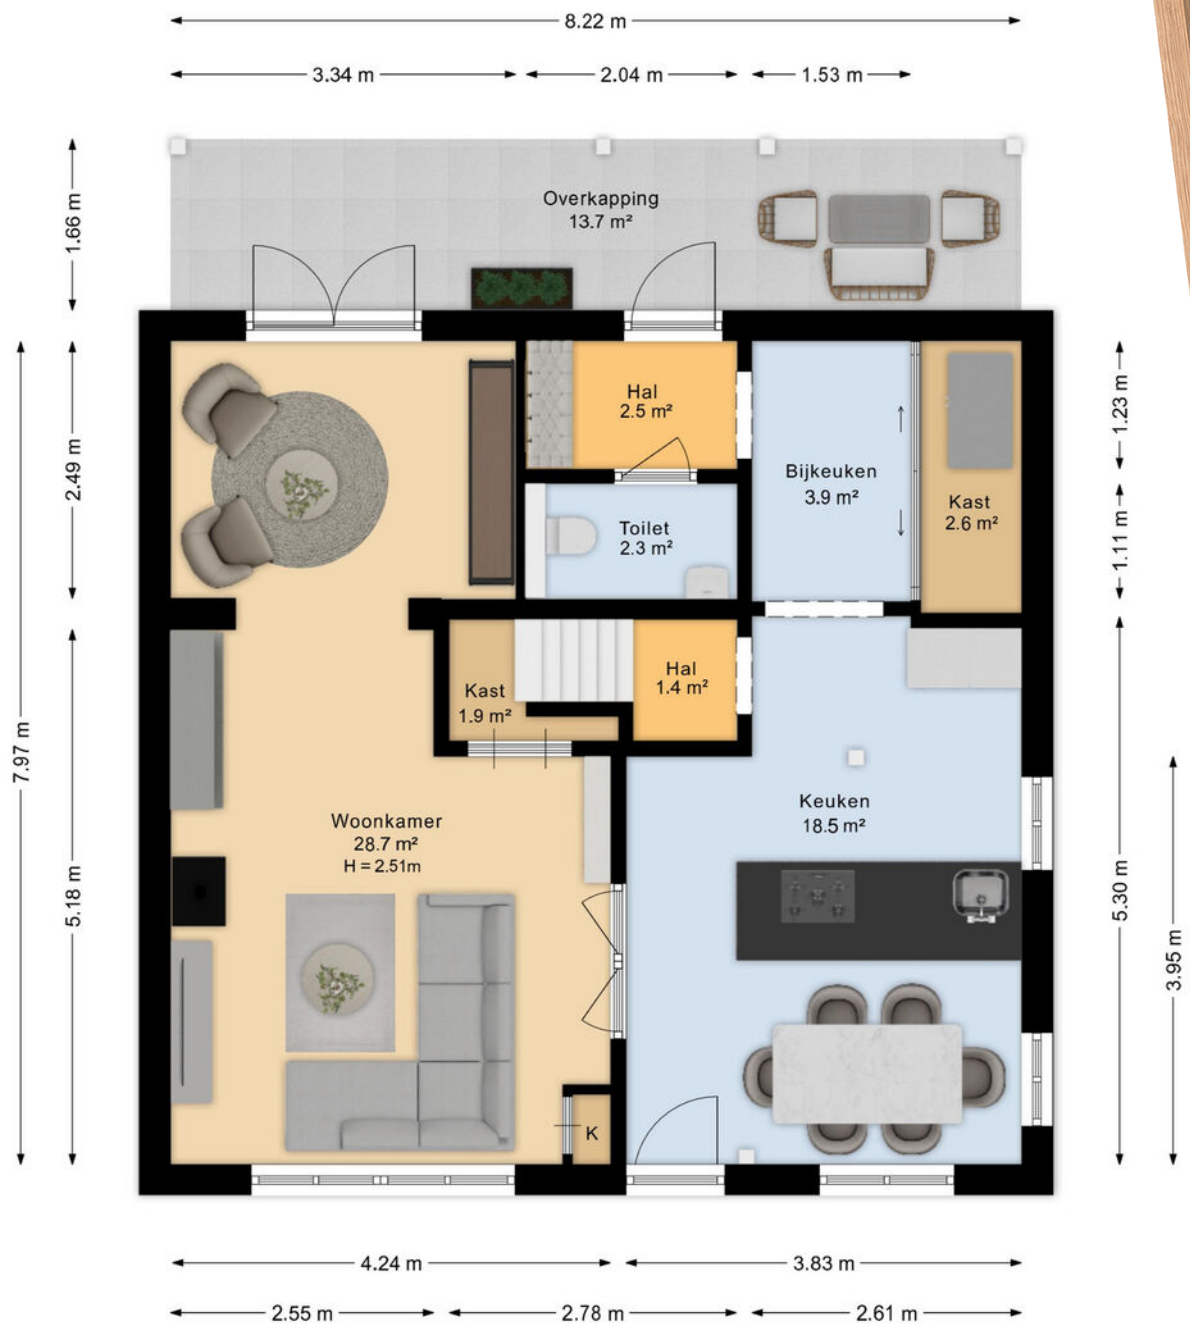 8.22 m
3.34 m
2.04 m
1.53 m
1.66 m
Overkapping
13.7 m²
7.97 m
2.49 m
5.18 m
Hal
2.5 m²
Bijkeuken
3.9 m²
Kast
2.6 m²
Toilet
2.3 m²
1.23 m
1.11 m
Kast
1.9 m²
Hal
1.4 m²
Woonkamer
28.7 m²
H = 2.51m
Keuken
18.5 m²
5.30 m
3.95 m
K
4.24 m
3.83 m
2.55 m
2.78 m
2.61 m